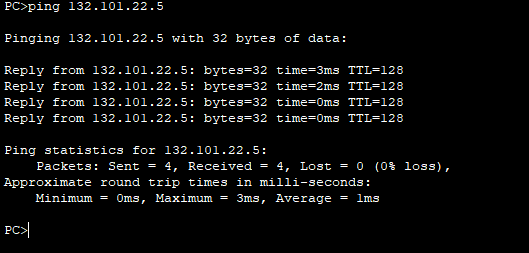 PC>ping 132.101.22.5
Pinging 132.101.22.5 with 32 bytes of data:
Reply from 132.101.22.5: bytes=32 time=3ms TTL=128
Reply from 132.101.22.5: bytes=32 time=2ms TTL=128
Reply from 132.101.22.5: bytes=32 time=0ms TTL=128
Reply from 132.101.22.5: bytes=32 time=0ms TTL=128
Ping statistics for 132.101.22.5:
Packets: Sent = 4, Received = 4, Lost = 0 (0% loss),
Approximate round trip times in milli-seconds:
Minimum = 0ms, Maximum = 3ms, Average = 1ms
PC>